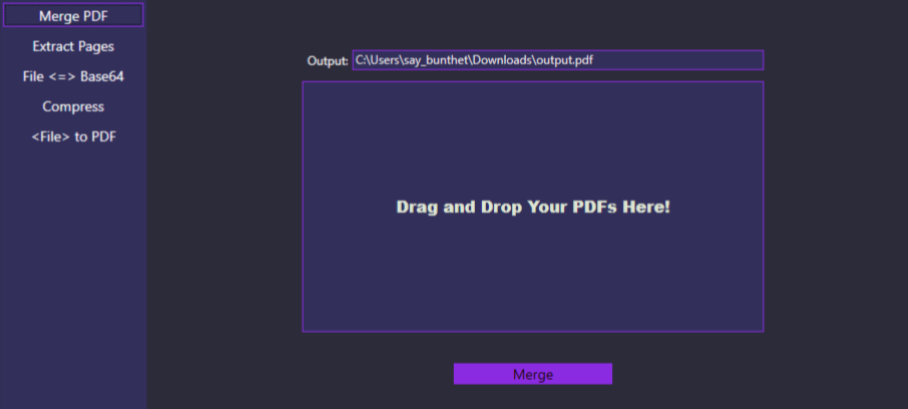 Merge PDF
Extract Pages
File <=> Base64
Compress
<File> to PDF
Output: C:\Users\say_bunthet\Downloads\output.pdf
Drag and Drop Your PDFs Here!
Merge